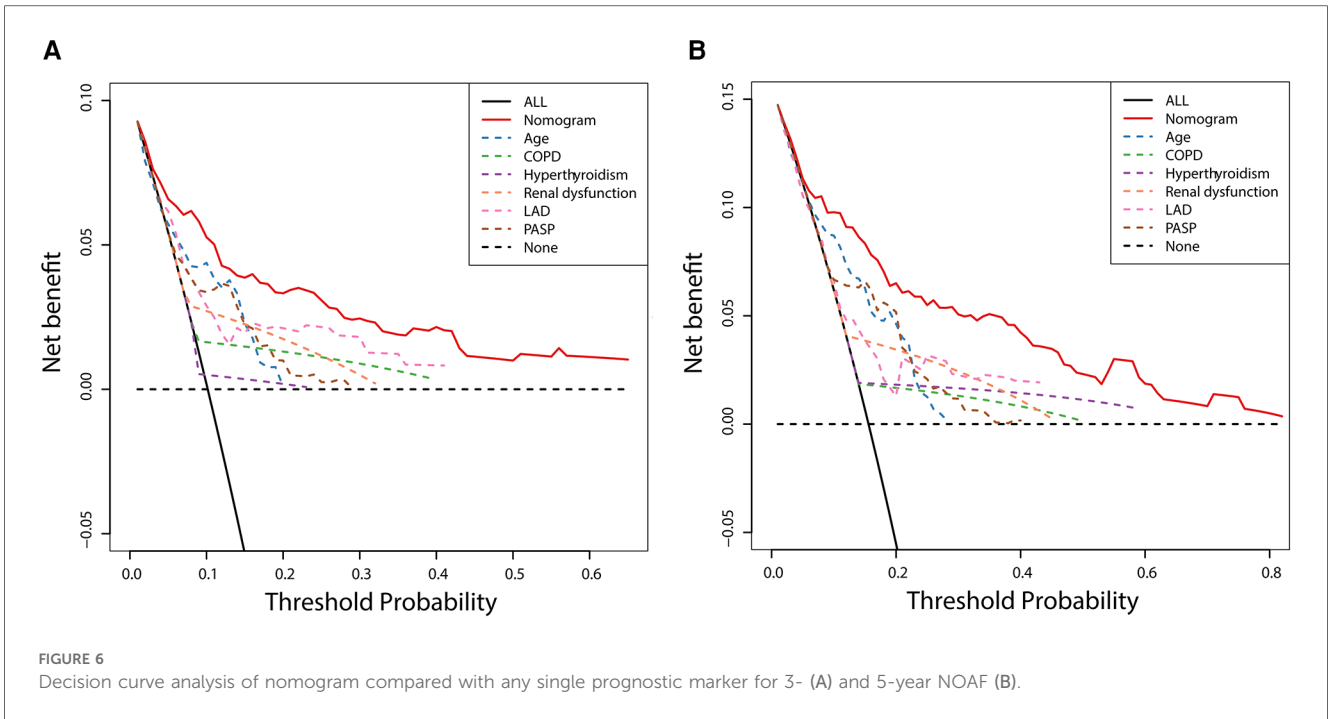 A
0.10
0.05
0.00
−0.05
Net benefit
ALL
Nomogram
Age
COPD
Hyperthyroidism
Renal dysfunction
LAD
PASP
None
0.0 0.1 0.2 0.3 0.4 0.5 0.6
Threshold Probability
B
0.15
0.10
0.05
0.00
−0.05
Net benefit
ALL
Nomogram
Age
COPD
Hyperthyroidism
Renal dysfunction
LAD
PASP
None
0.0 0.2 0.4 0.6 0.8
Threshold Probability
FIGURE 6
Decision curve analysis of nomogram compared with any single prognostic marker for 3- (A) and 5-year NOAF (B).